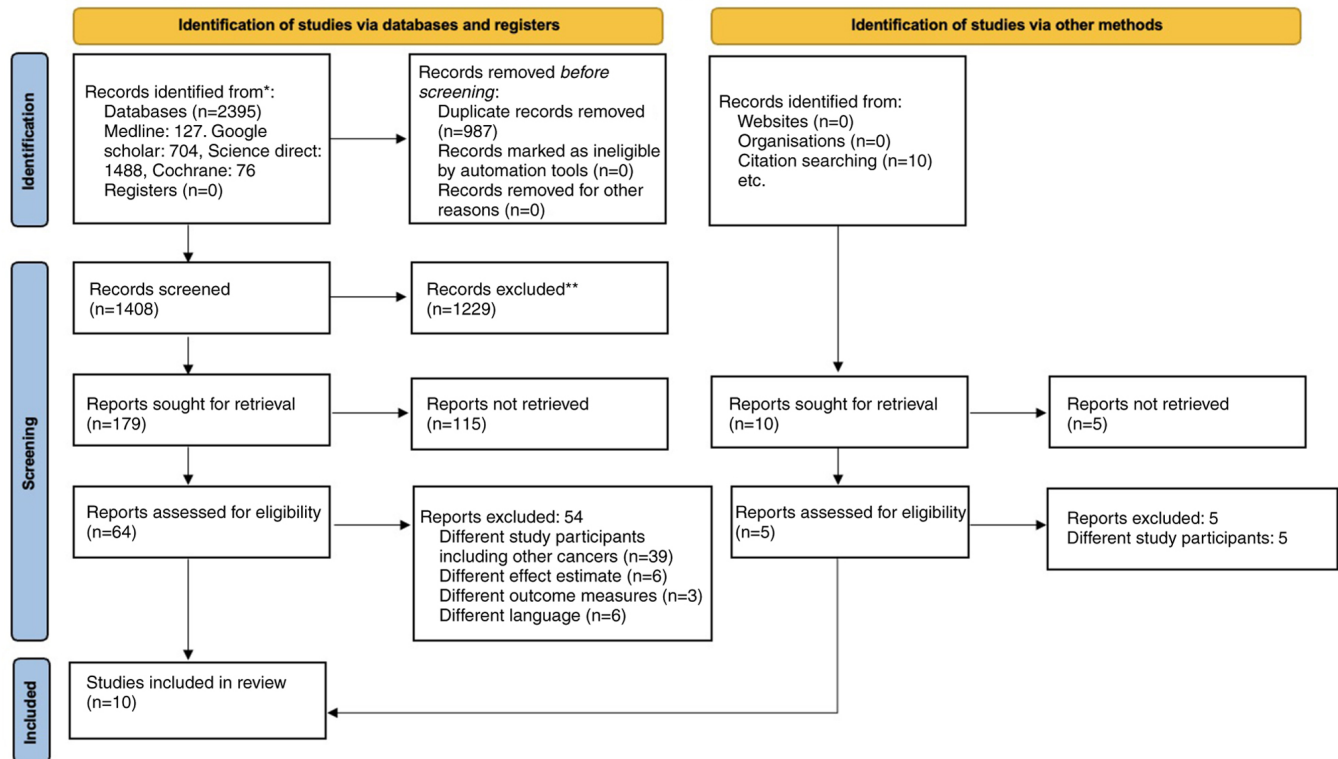 Identification of studies via databases and registers
Identification of studies via other methods
Identification
Records identified from*:
Databases (n=2395)
Medline: 127. Google
scholar: 704, Science direct:
1488, Cochrane: 76
Registers (n=0)
Records removed before
screening:
Duplicate records removed
(n=987)
Records marked as ineligible
by automation tools (n=0)
Records removed for other
reasons (n=0)
Records identified from:
Websites (n=0)
Organisations (n=0)
Citation searching (n=10)
etc.
Screening
Records screened
(n=1408)
Records excluded**
(n=1229)
Reports sought for retrieval
(n=179)
Reports not retrieved
(n=115)
Reports sought for retrieval
(n=10)
Reports not retrieved
(n=5)
Reports assessed for eligibility
(n=64)
Reports excluded: 54
Different study participants
including other cancers (n=39)
Different effect estimate (n=6)
Different outcome measures (n=3)
Different language (n=6)
Reports assessed for eligibility
(n=5)
Reports excluded: 5
Different study participants: 5
Included
Studies included in review
(n=10)